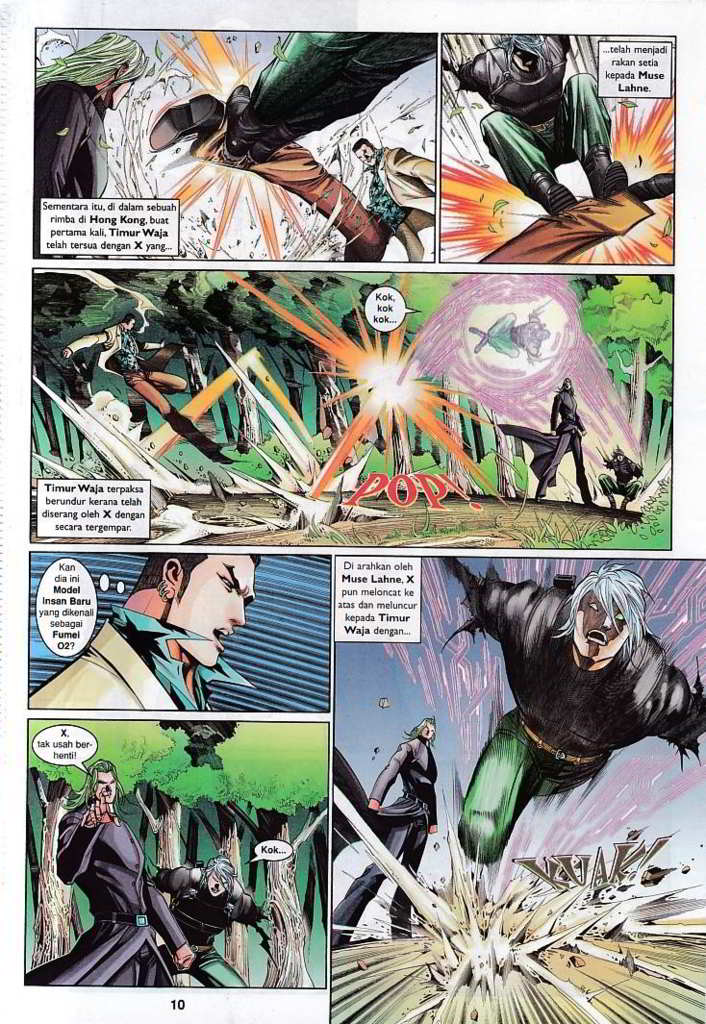 Sementara itu, di dalam sebuah
rimba di Hong Kong, buat
pertama kali, Timur Waja
telah tersua dengan X yang...
...telah menjadi
rakan setia
kepada Muse
Lahne.
Kok,
kok
kok...
POP!
Timur Waja terpaksa
berundur kerana telah
diserang oleh X dengan
secara tergempar.
Kan
dia ini
Model
Insan Baru
yang dikenali
sebagai
Fumei
O2?
Di arahkan oleh
Muse Lahne, X
pun meloncat ke
atas dan meluncur
kepada Timur
Waja dengan...
X,
tak usah ber-
henti!
Kok...
KUAK
10